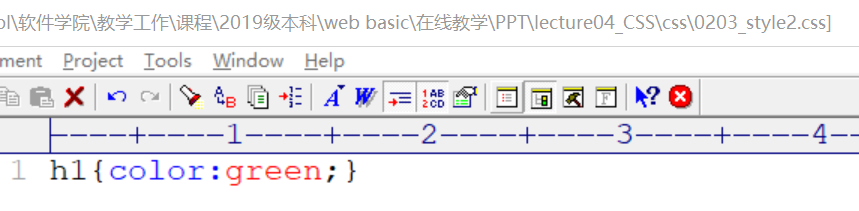 ol\软件学院\教学工作\课程\2019级本科\web basic\在线教学\PPT\lecture04_CSS\css\0203_style2.css]
ment Project Tools Window Help
----+----1----+----2----+----3----+----4-
1 h1{color:green;}